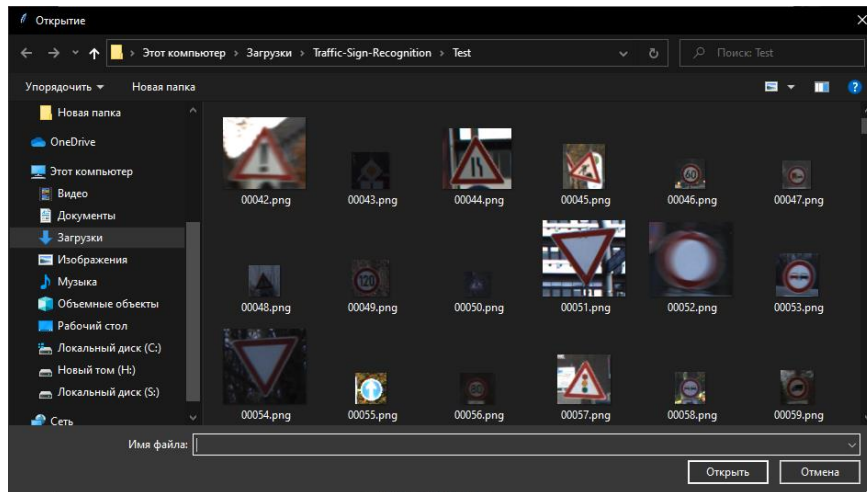 Открытие
Этот компьютер › Загрузки › Traffic-Sign-Recognition › Test
Поиск: Test
Упорядочить
Новая папка
Новая папка
OneDrive
Этот компьютер
Видео
Документы
Загрузки
Изображения
Музыка
Объемные объекты
Рабочий стол
Локальный диск (C:)
Новый том (H:)
Локальный диск (S:)
Сеть
00042.png 00043.png 00044.png 00045.png 00046.png 00047.png
60
00048.png 00049.png 00050.png 00051.png 00052.png 00053.png
120
00054.png 00055.png 00056.png 00057.png 00058.png 00059.png
Имя файла:
Открыть
Отмена